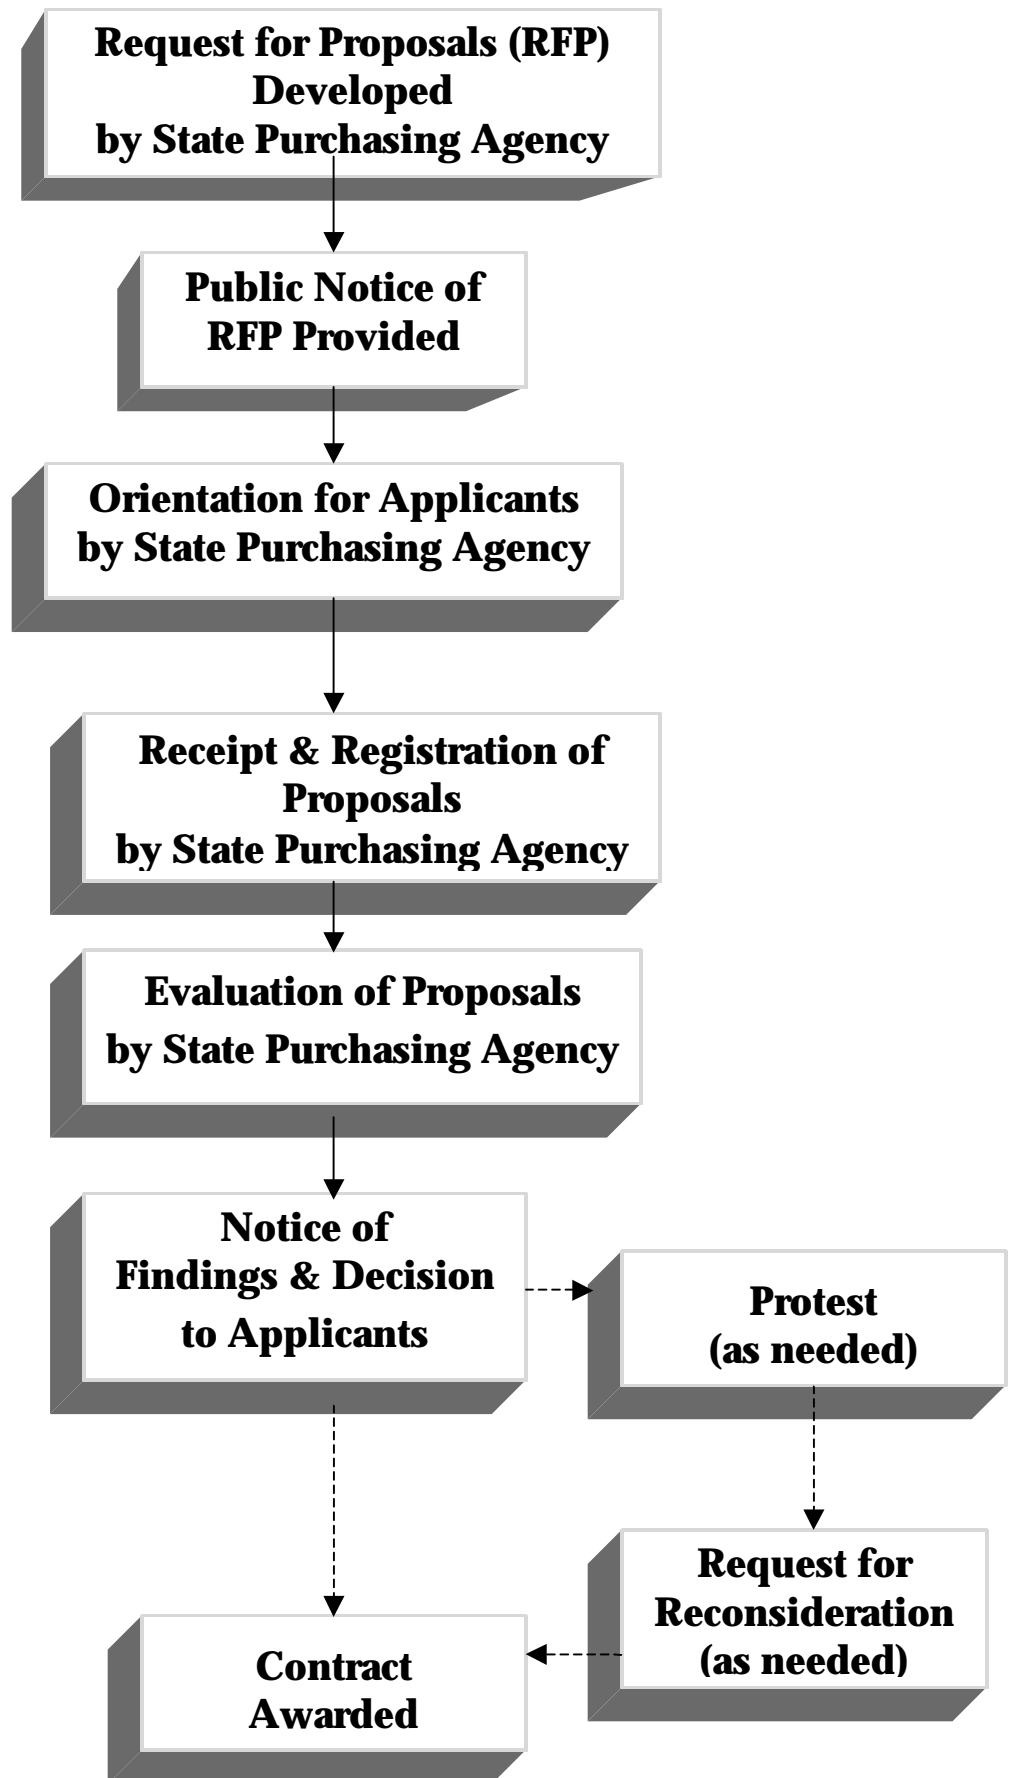 Request for Proposals (RFP)
Developed
by State Purchasing Agency
Public Notice of
RFP Provided
Orientation for Applicants
by State Purchasing Agency
Receipt & Registration of
Proposals
by State Purchasing Agency
Evaluation of Proposals
by State Purchasing Agency
Notice of
Findings & Decision
to Applicants
Protest
(as needed)
Request for
Reconsideration
(as needed)
Contract
Awarded